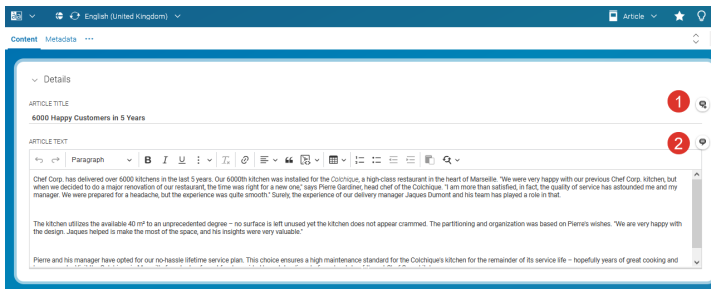 English (United Kingdom)
Article
Content Metadata ···
Details
ARTICLE TITLE
1
6000 Happy Customers in 5 Years
ARTICLE TEXT
2
Paragraph B I U
Chef Corp. has delivered over 6000 kitchens in the last 5 years. Our 6000th kitchen was installed for the Colchique, a high-class restaurant in the heart of Marseille. "We were very happy with our previous Chef Corp. kitchen, but
when we decided to do a major renovation of our restaurant, the time was right for a new one," says Pierre Gardiner, head chef of the Colchique. "I am more than satisfied, in fact, the quality of service has astounded me and my
manager. We were prepared for a headache, but the experience was quite smooth." Surely, the experience of our delivery manager Jaques Dumont and his team has played a role in that.
The kitchen utilizes the available 40 m² to an unprecedented degree – no surface is left unused yet the kitchen does not appear crammed. The partitioning and organization was based on Pierre's wishes. "We are very happy with
the design. Jaques helped is make the most of the space, and his insights were very valuable."
Pierre and his manager have opted for our no-hassle lifetime service plan. This choice ensures a high maintenance standard for the Colchique's kitchen for the remainder of its service life – hopefully years of great cooking and